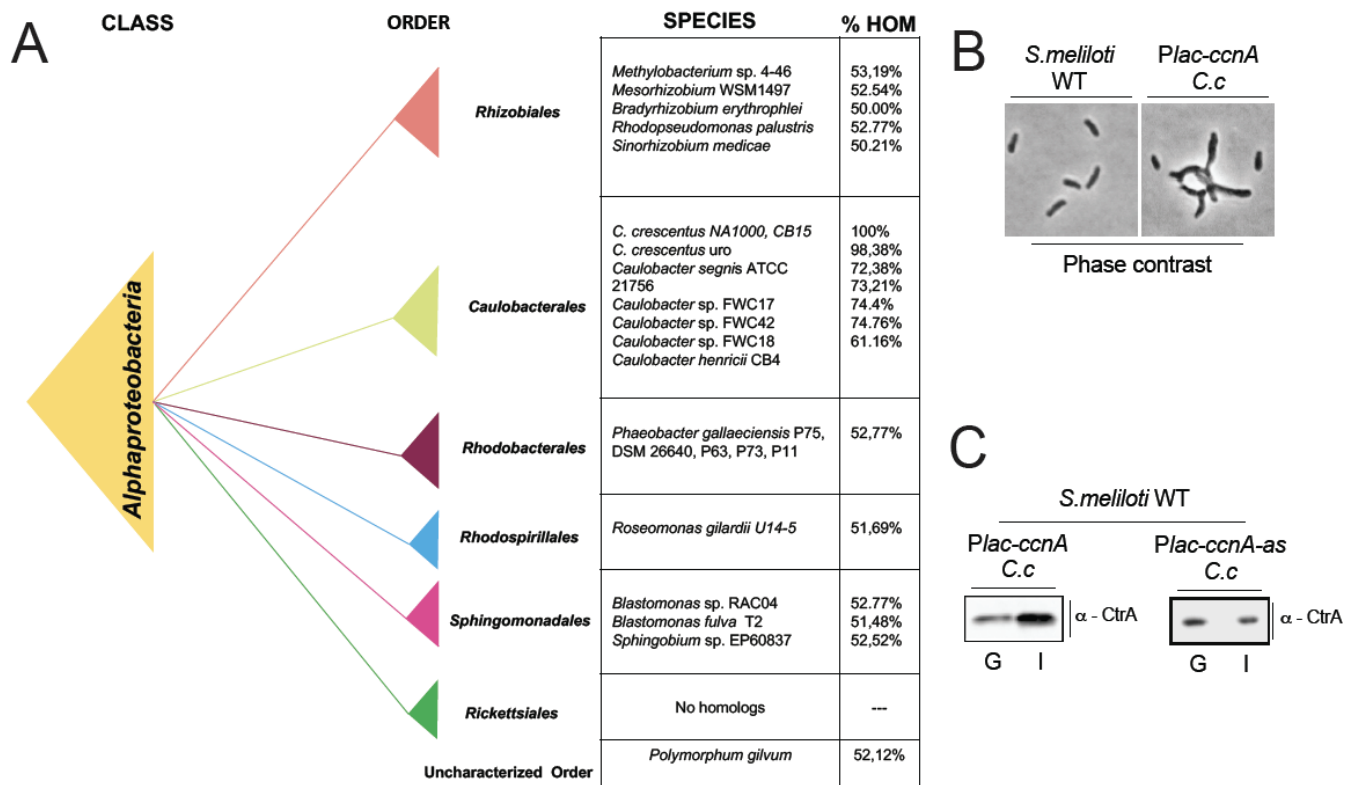 A
CLASS
ORDER
SPECIES
% HOM
Alphaproteobacteria
Rhizobiales
Methylobacterium sp. 4-46 53,19%
Mesorhizobium WSM1497 52.54%
Bradyrhizobium erythrophlei 50.00%
Rhodopseudomonas palustris 52.77%
Sinorhizobium medicae 50.21%
Caulobacterales
C. crescentus NA1000, CB15 100%
C. crescentus uro 98,38%
Caulobacter segnis ATCC 72,38%
21756 73,21%
Caulobacter sp. FWC17 74.4%
Caulobacter sp. FWC42 74.76%
Caulobacter sp. FWC18 61.16%
Caulobacter henricii CB4
Rhodobacterales
Phaeobacter gallaeciensis P75, 52,77%
DSM 26640, P63, P73, P11
Rhodospirillales
Roseomonas gilardii U14-5 51,69%
Sphingomonadales
Blastomonas sp. RAC04 52.77%
Blastomonas fulva T2 51,48%
Sphingobium sp. EP60837 52,52%
Rickettsiales
No homologs ---
Uncharacterized Order
Polymorphum gilvum 52,12%
B
S.meliloti
WT
Plac-ccnA
C.c
Phase contrast
C
S.meliloti WT
Plac-ccnA
C.c
α - CtrA
G I
Plac-ccnA-as
C.c
α - CtrA
G I